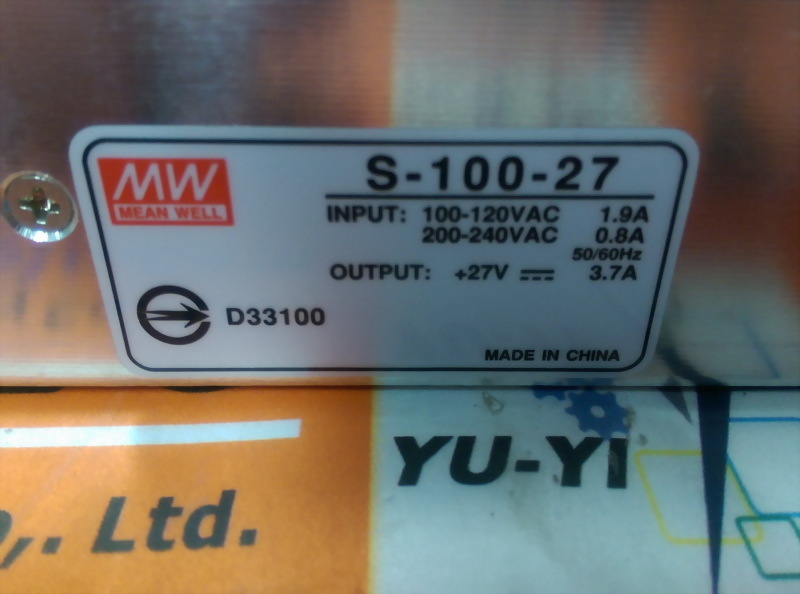 MW
MEAN WELL
S-100-27
INPUT: 100-120VAC 1.9A
200-240VAC 0.8A
50/60Hz
OUTPUT: +27V ⎓ 3.7A
D33100
MADE IN CHINA
YU-YI
,. Ltd.